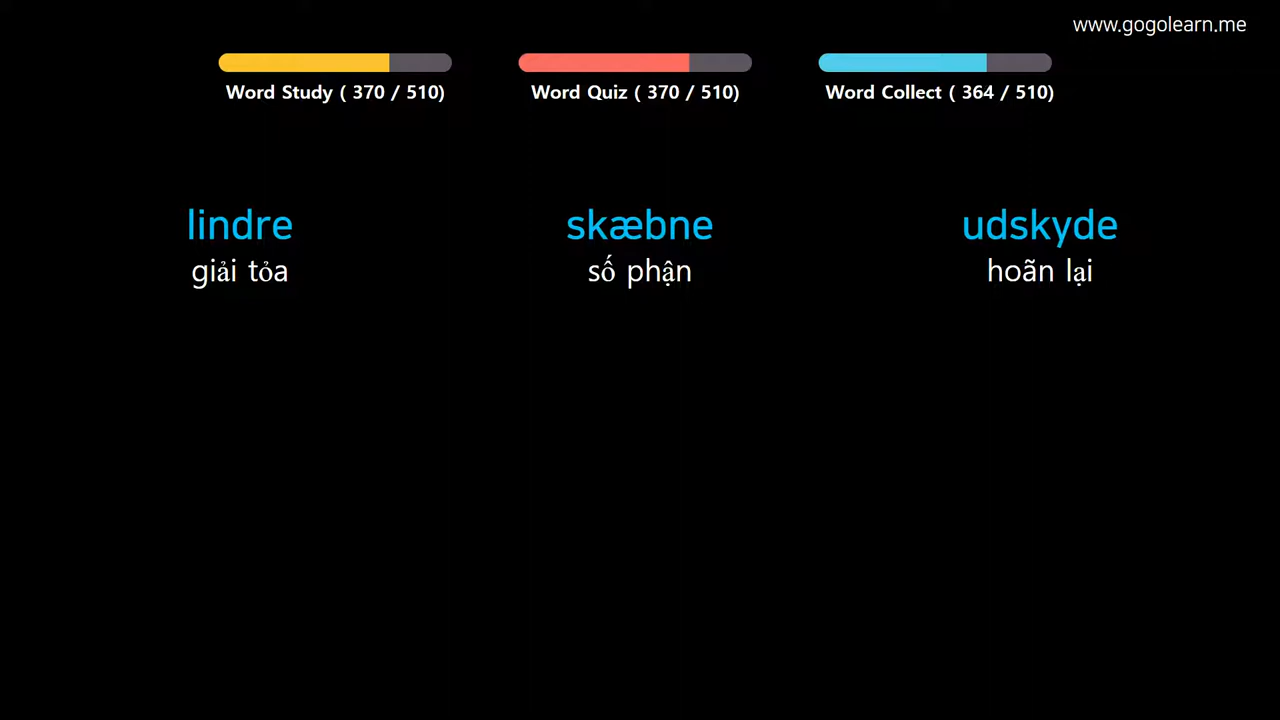 www.gogolearn.me
Word Study ( 370 / 510)
Word Quiz ( 370 / 510)
Word Collect ( 364 / 510)
lindre
giải tỏa
skæbne
số phận
udskyde
hoãn lại